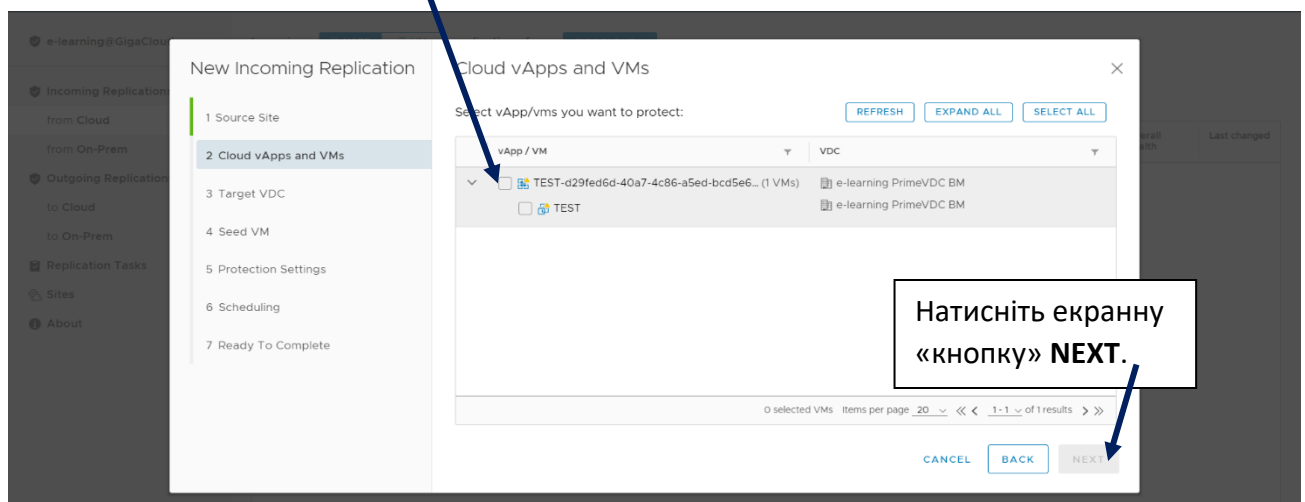 e-learning@GigaCloud
New Incoming Replication
Cloud vApps and VMs
Incoming Replications
from Cloud
from On-Prem
Outgoing Replication
to Cloud
to On-Prem
Replication Tasks
Sites
About
1 Source Site
2 Cloud vApps and VMs
3 Target VDC
4 Seed VM
5 Protection Settings
6 Scheduling
7 Ready To Complete
Select vApp/vms you want to protect:
REFRESH
EXPAND ALL
SELECT ALL
vApp / VM
VDC
TEST-d29fed6d-40a7-4c86-a5ed-bcd5e6... (1 VMs)
e-learning PrimeVDC BM
TEST
e-learning PrimeVDC BM
Last changed
Натисніть екранну
«кнопку» NEXT.
0 selected VMs Items per page 20 1-1 of 1 results
CANCEL
BACK
NEXT